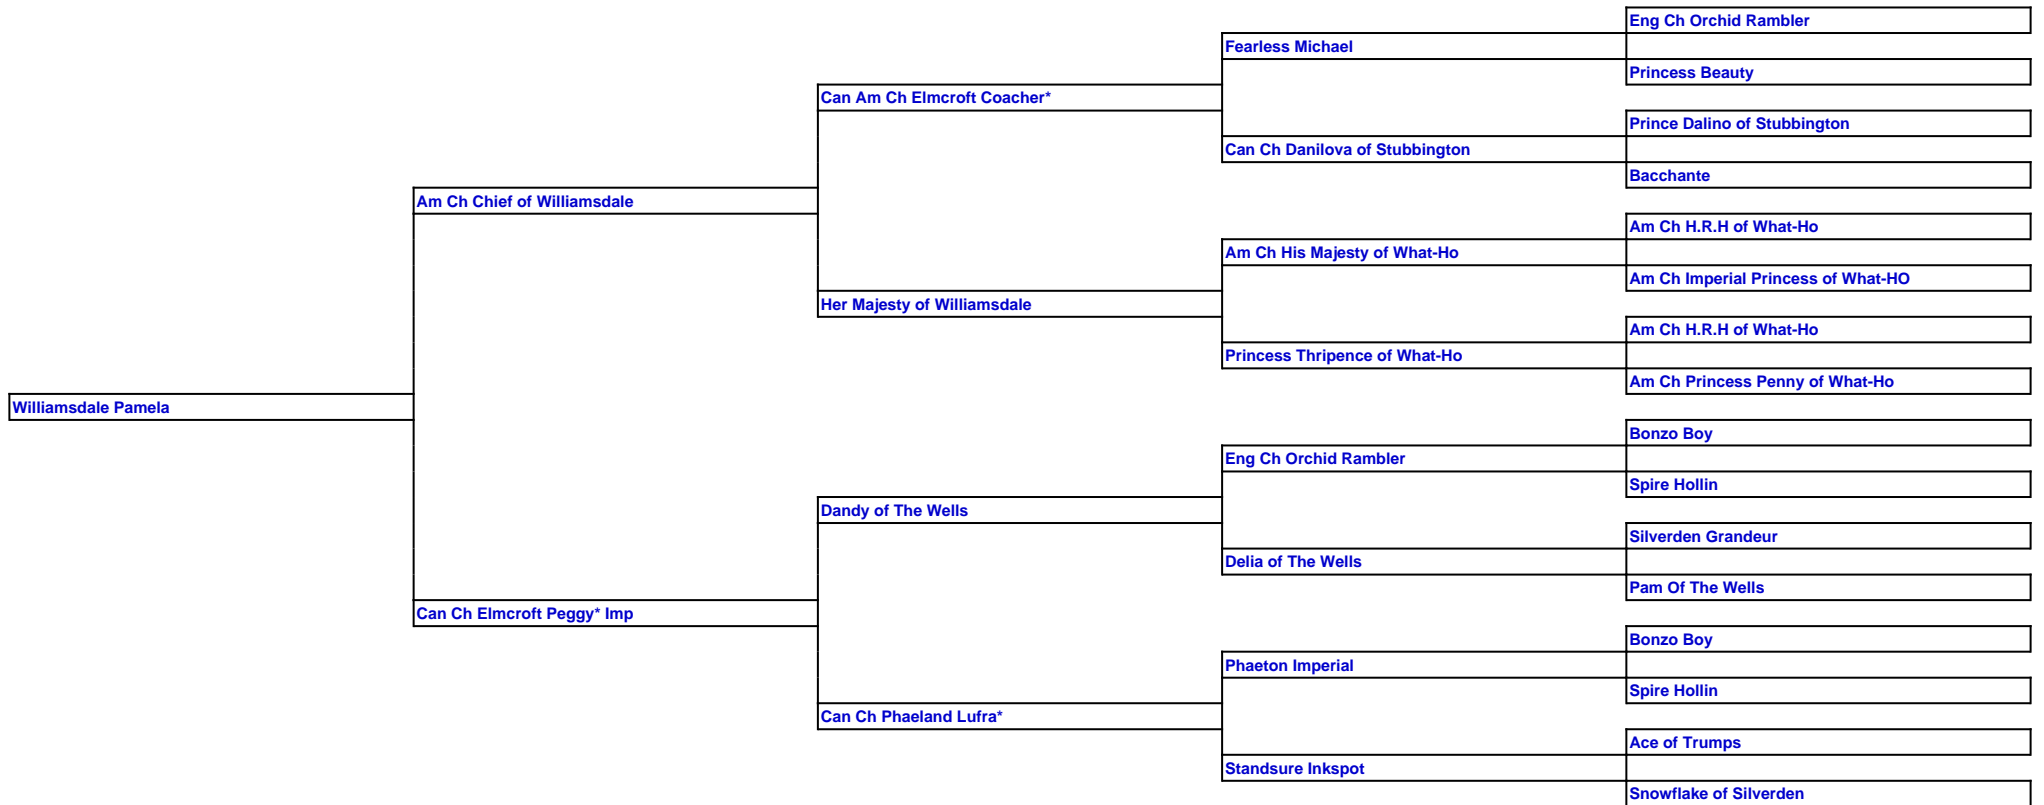 Eng Ch Orchid Rambler
Fearless Michael
Princess Beauty
Can Am Ch Elmcroft Coacher*
Prince Dalino of Stubbington
Can Ch Danilova of Stubbington
Bacchante
Am Ch Chief of Williamsdale
Am Ch H.R.H of What-Ho
Am Ch His Majesty of What-Ho
Am Ch Imperial Princess of What-HO
Her Majesty of Williamsdale
Am Ch H.R.H of What-Ho
Princess Thripence of What-Ho
Am Ch Princess Penny of What-Ho
Williamsdale Pamela
Bonzo Boy
Eng Ch Orchid Rambler
Spire Hollin
Dandy of The Wells
Silverden Grandeur
Delia of The Wells
Pam Of The Wells
Can Ch Elmcroft Peggy* Imp
Bonzo Boy
Phaeton Imperial
Spire Hollin
Can Ch Phaeland Lufra*
Ace of Trumps
Standsure Inkspot
Snowflake of Silverden